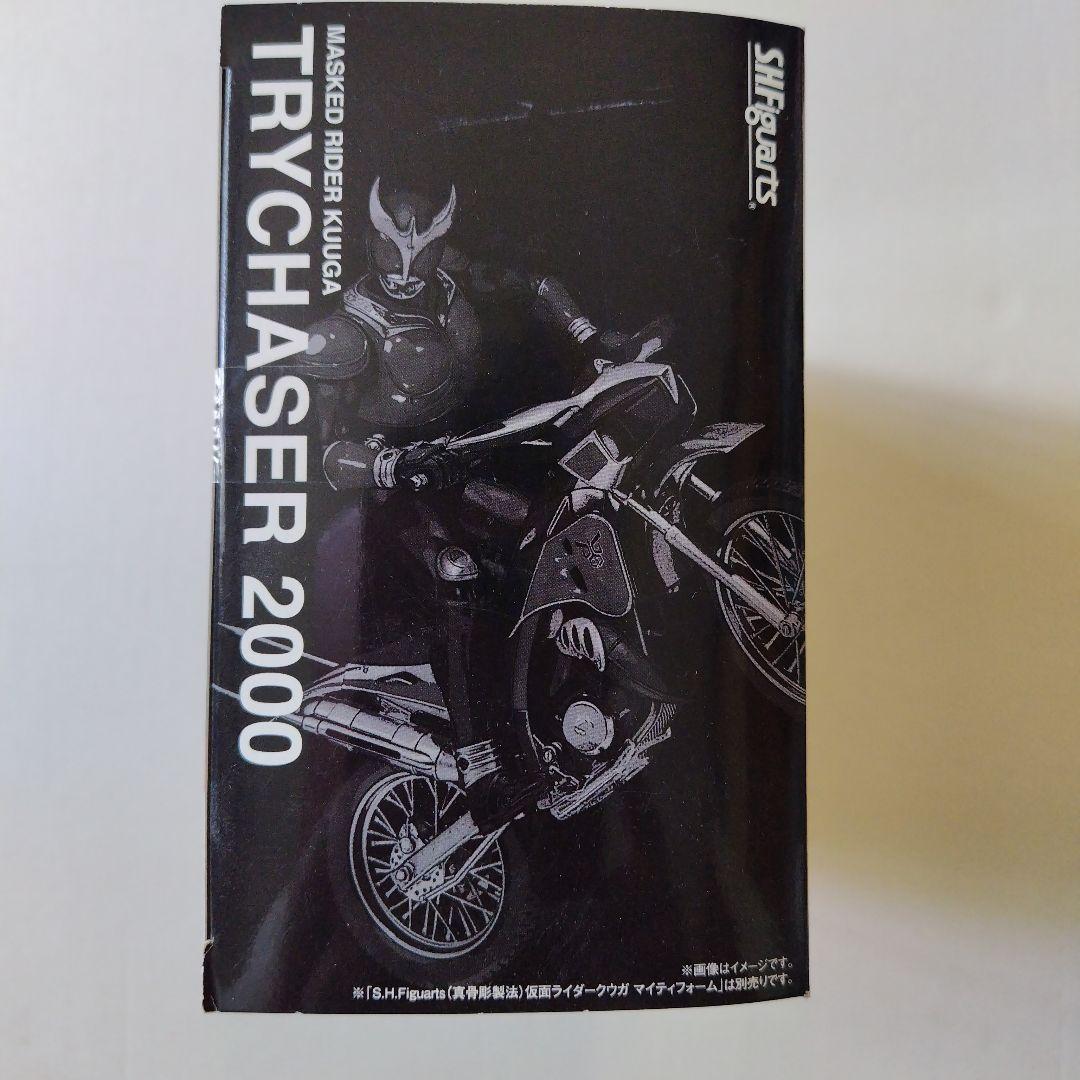 S.H.Figuarts®
MASKED RIDER KUUGA
TRYCHASER 2000
※画像はイメージです。
※「S.H.Figuarts（真骨彫製法）仮面ライダークウガ マイティフォーム」は別売りです。